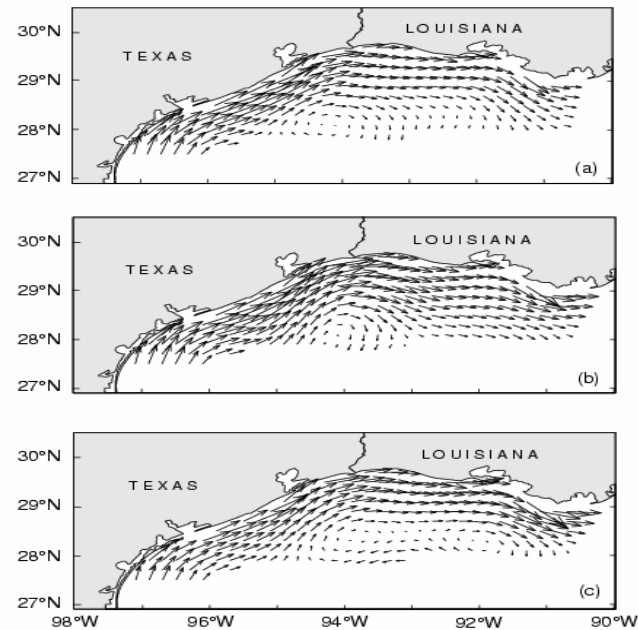 30°N
LOUISIANA
TEXAS
29°N
28°N
(a)
27°N
30°N
LOUISIANA
TEXAS
29°N
28°N
(b)
27°N
30°N
LOUISIANA
TEXAS
29°N
28°N
(c)
27°N
98°W 96°W 94°W 92°W 90°W